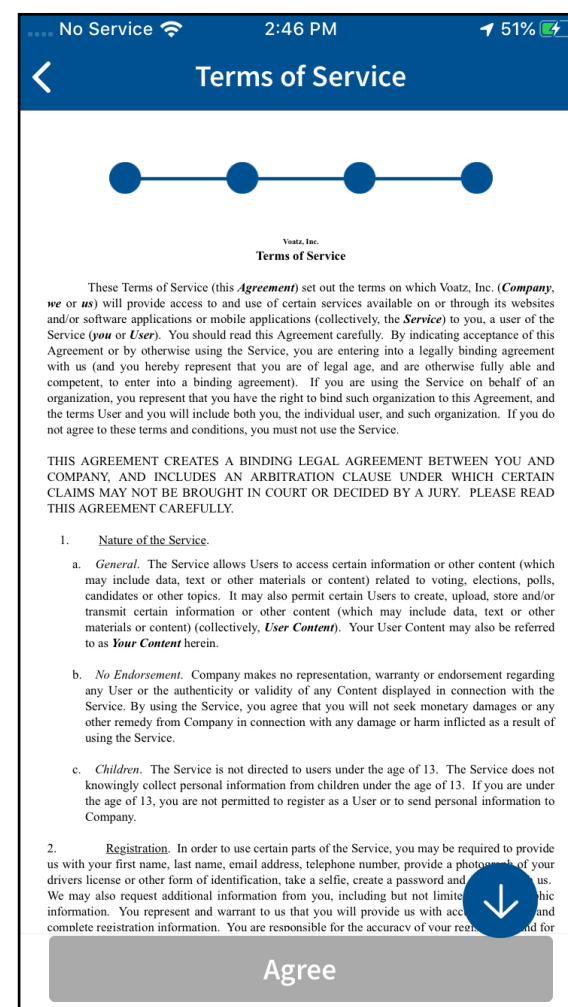 No Service 2:46 PM 51%
Terms of Service
Voatz, Inc.
Terms of Service
These Terms of Service (this Agreement) set out the terms on which Voatz, Inc. (Company,
we or us) will provide access to and use of certain services available on or through its websites
and/or software applications or mobile applications (collectively, the Service) to you, a user of the
Service (you or User). You should read this Agreement carefully. By indicating acceptance of this
Agreement or by otherwise using the Service, you are entering into a legally binding agreement
with us (and you hereby represent that you are of legal age, and are otherwise fully able and
competent, to enter into a binding agreement). If you are using the Service on behalf of an
organization, you represent that you have the right to bind such organization to this Agreement, and
the terms User and you will include both you, the individual user, and such organization. If you do
not agree to these terms and conditions, you must not use the Service.
THIS AGREEMENT CREATES A BINDING LEGAL AGREEMENT BETWEEN YOU AND
COMPANY, AND INCLUDES AN ARBITRATION CLAUSE UNDER WHICH CERTAIN
CLAIMS MAY NOT BE BROUGHT IN COURT OR DECIDED BY A JURY. PLEASE READ
THIS AGREEMENT CAREFULLY.
1. Nature of the Service.
a. General. The Service allows Users to access certain information or other content (which
may include data, text or other materials or content) related to voting, elections, polls,
candidates or other topics. It may also permit certain Users to create, upload, store and/or
transmit certain information or other content (which may include data, text or other
materials or content) (collectively, User Content). Your User Content may also be referred
to as Your Content herein.
b. No Endorsement. Company makes no representation, warranty or endorsement regarding
any User or the authenticity or validity of any Content displayed in connection with the
Service. By using the Service, you agree that you will not seek monetary damages or any
other remedy from Company in connection with any damage or harm inflicted as a result of
using the Service.
c. Children. The Service is not directed to users under the age of 13. The Service does not
knowingly collect personal information from children under the age of 13. If you are under
the age of 13, you are not permitted to register as a User or to send personal information to
Company.
2. Registration. In order to use certain parts of the Service, you may be required to provide
us with your first name, last name, email address, telephone number, provide a photograph of your
drivers license or other form of identification, take a selfie, create a password and us.
We may also request additional information from you, including but not limite hic
information. You represent and warrant to us that you will provide us with acc and
complete registration information. You are responsible for the accuracy of your regi nd for
Agree